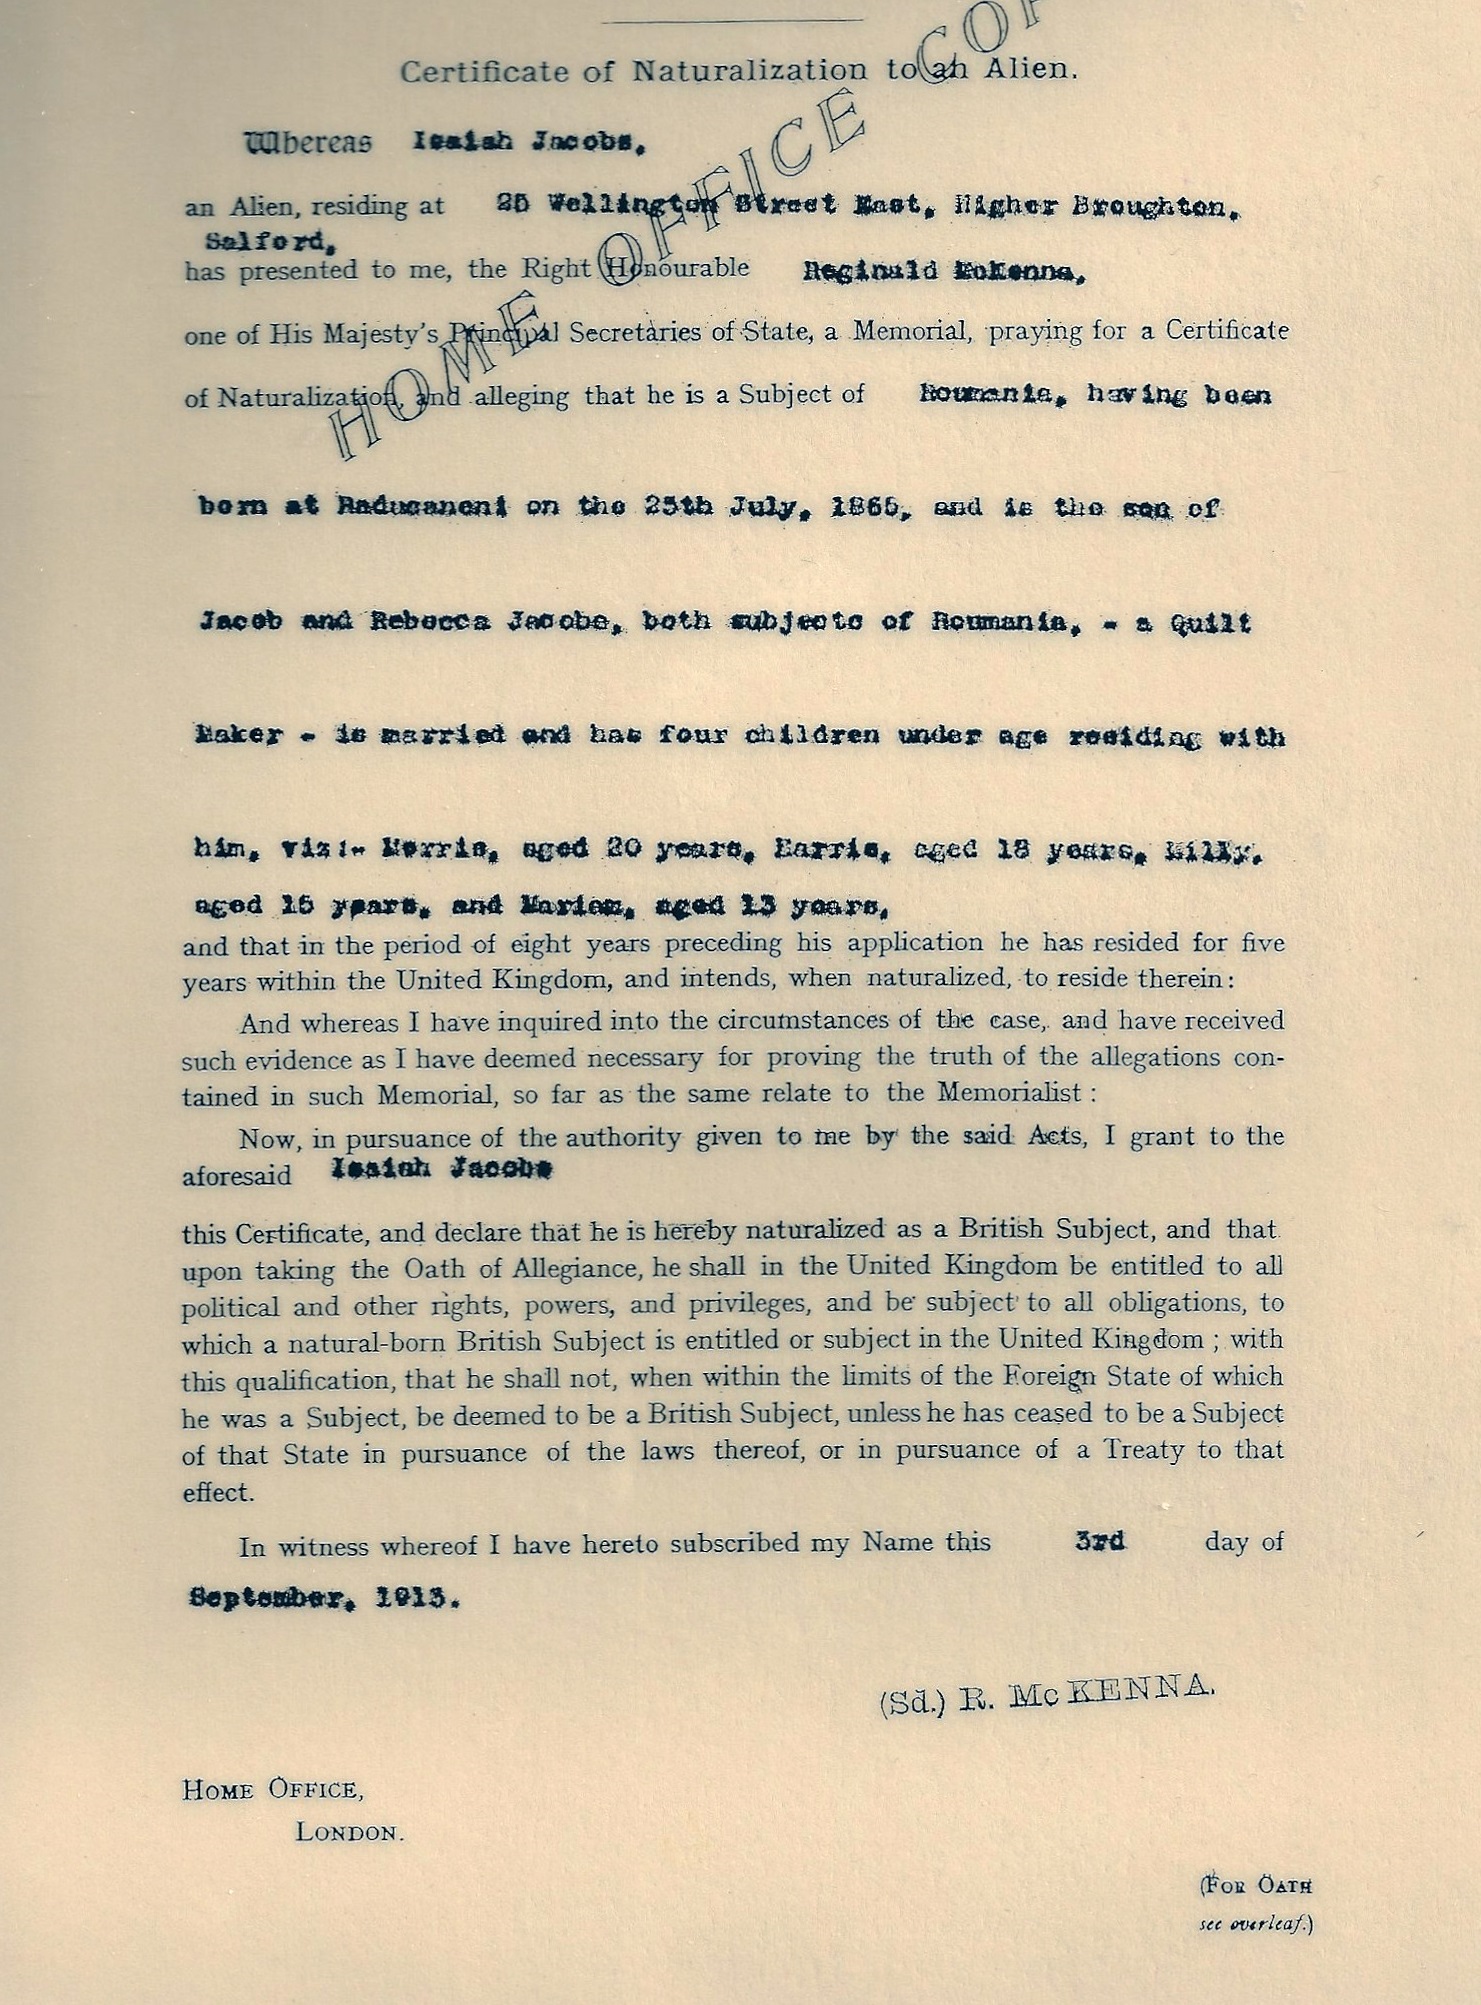 HOME OFFICE COP
Certificate of Naturalization to an Alien.
Whereas Isaiah Jacobs,
an Alien, residing at 25 Wellington Street East, Higher Broughton,
Salford,
has presented to me, the Right Honourable Reginald McKenna,
one of His Majesty's Principal Secretaries of State, a Memorial, praying for a Certificate
of Naturalization, and alleging that he is a Subject of Roumania, having been
born at Raducaneni on the 25th July, 1865, and is the son of
Jacob and Rebecca Jacobs, both subjects of Roumania, - a Quilt
Maker - is married and has four children under age residing with
him, viz:- Morris, aged 20 years, Harris, aged 18 years, Milly,
aged 15 years, and Marion, aged 13 years,
and that in the period of eight years preceding his application he has resided for five
years within the United Kingdom, and intends, when naturalized, to reside therein:
And whereas I have inquired into the circumstances of the case, and have received
such evidence as I have deemed necessary for proving the truth of the allegations con-
tained in such Memorial, so far as the same relate to the Memorialist:
Now, in pursuance of the authority given to me by the said Acts, I grant to the
aforesaid Isaiah Jacobs
this Certificate, and declare that he is hereby naturalized as a British Subject, and that
upon taking the Oath of Allegiance, he shall in the United Kingdom be entitled to all
political and other rights, powers, and privileges, and be subject to all obligations, to
which a natural-born British Subject is entitled or subject in the United Kingdom; with
this qualification, that he shall not, when within the limits of the Foreign State of which
he was a Subject, be deemed to be a British Subject, unless he has ceased to be a Subject
of that State in pursuance of the laws thereof, or in pursuance of a Treaty to that
effect.
In witness whereof I have hereto subscribed my Name this 3rd day of
September, 1913.
(Sd.) R. McKENNA.
HOME OFFICE,
LONDON.
(FOR OATH
see overleaf.)